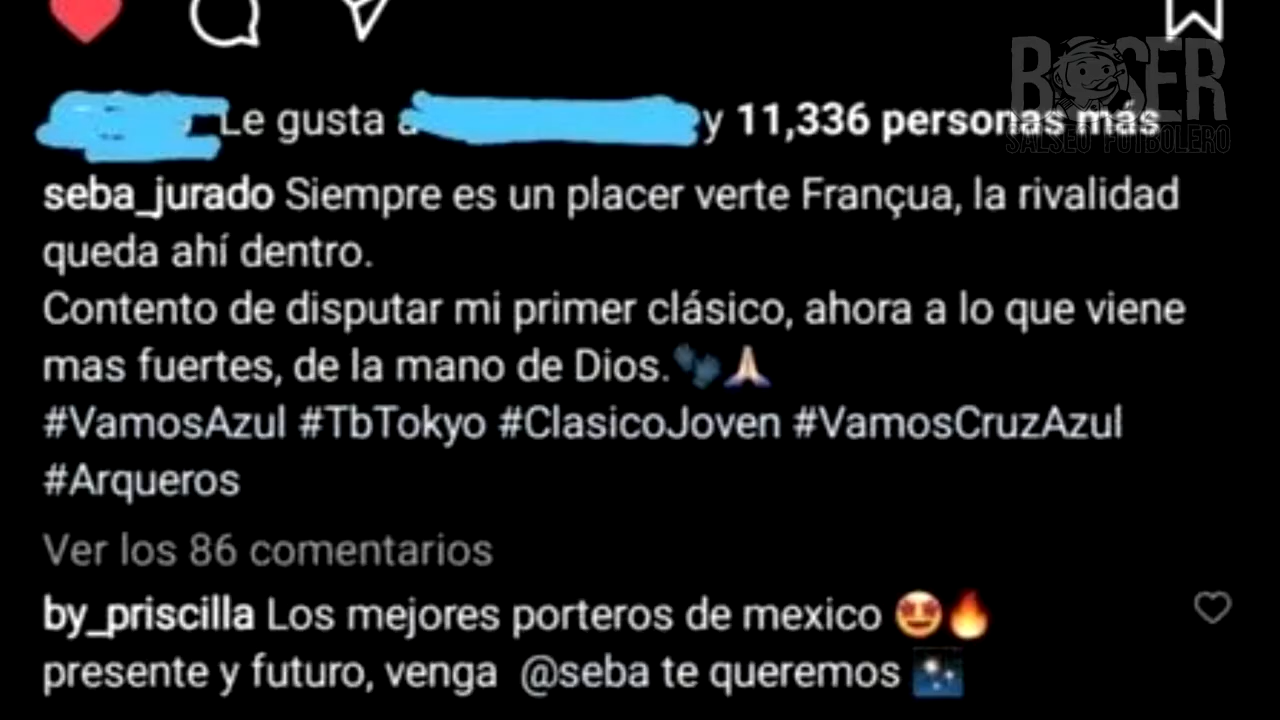 BOSER
SALSEO FUTBOLERO
Le gusta a y 11,336 personas más
seba_jurado Siempre es un placer verte Françua, la rivalidad
queda ahí dentro.
Contento de disputar mi primer clásico, ahora a lo que viene
mas fuertes, de la mano de Dios.🧤🙏🏻
#VamosAzul #TbTokyo #ClasicoJoven #VamosCruzAzul
#Arqueros
Ver los 86 comentarios
by_priscilla Los mejores porteros de mexico 🤩🔥
presente y futuro, venga @seba te queremos 🌌